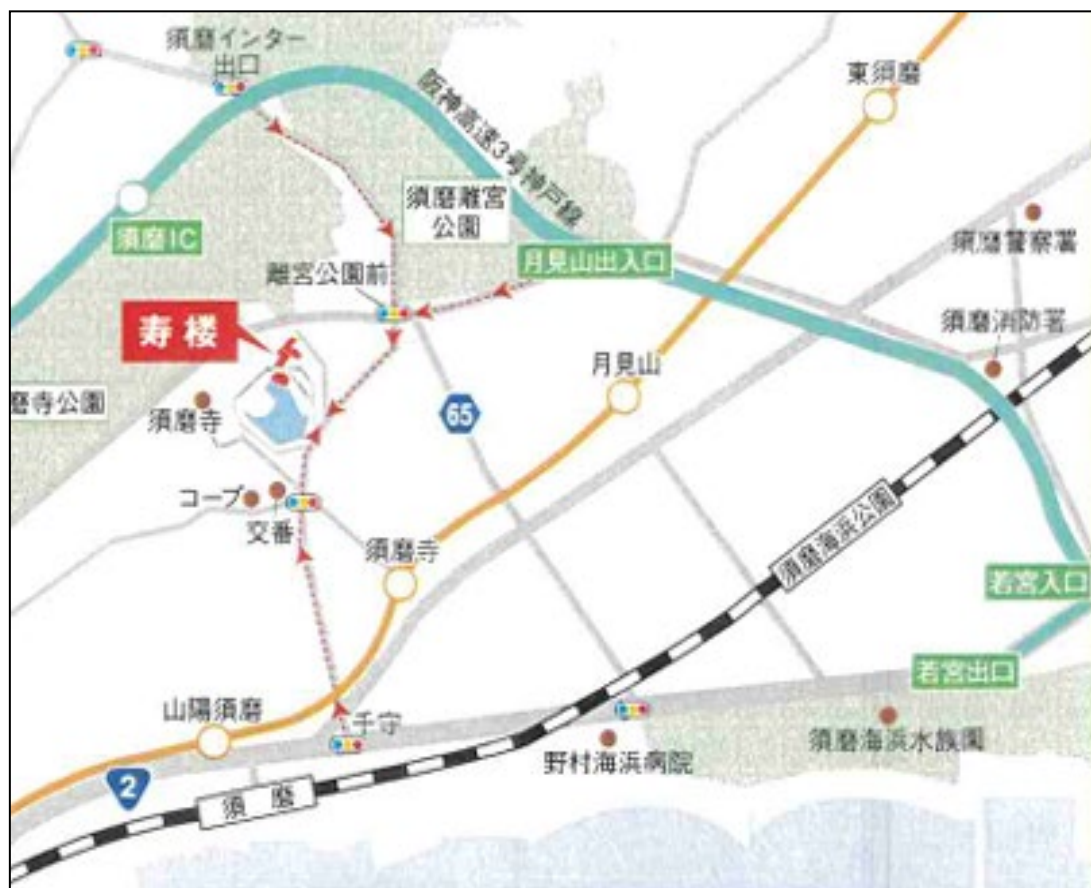 須磨インター
出口
東須磨
阪神高速3号神戸線
須磨離宮
公園
須磨IC
須磨警察署
月見山出入口
離宮公園前
寿楼
須磨消防署
月見山
磨寺公園
須磨寺
65
コープ
交番
須磨寺
須磨海浜公園
若宮入口
若宮出口
山陽須磨
千守
須磨海浜水族園
野村海浜病院
2
須磨